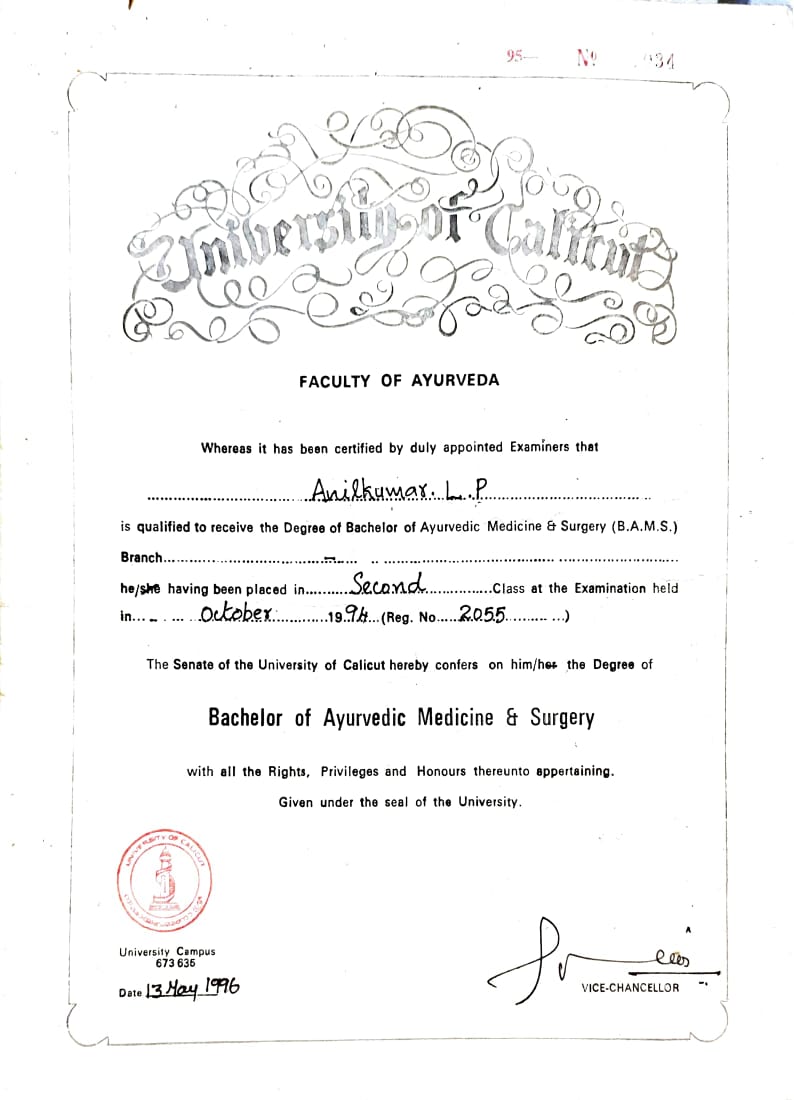 95— Nº 034
University of Calicut
FACULTY OF AYURVEDA
Whereas it has been certified by duly appointed Examiners that
Anilkumar. L. P
is qualified to receive the Degree of Bachelor of Ayurvedic Medicine & Surgery (B.A.M.S.)
Branch.......................................–.... .. ......................................................................
he/she having been placed in..........Second................Class at the Examination held
in... .. . ... ..October.............1994...(Reg. No.....2055......... ...)
The Senate of the University of Calicut hereby confers on him/her the Degree of
Bachelor of Ayurvedic Medicine & Surgery
with all the Rights, Privileges and Honours thereunto appertaining.
Given under the seal of the University.
UNIVERSITY OF CALICUT
University Campus
673 635
Date 13 May 1996
VICE-CHANCELLOR